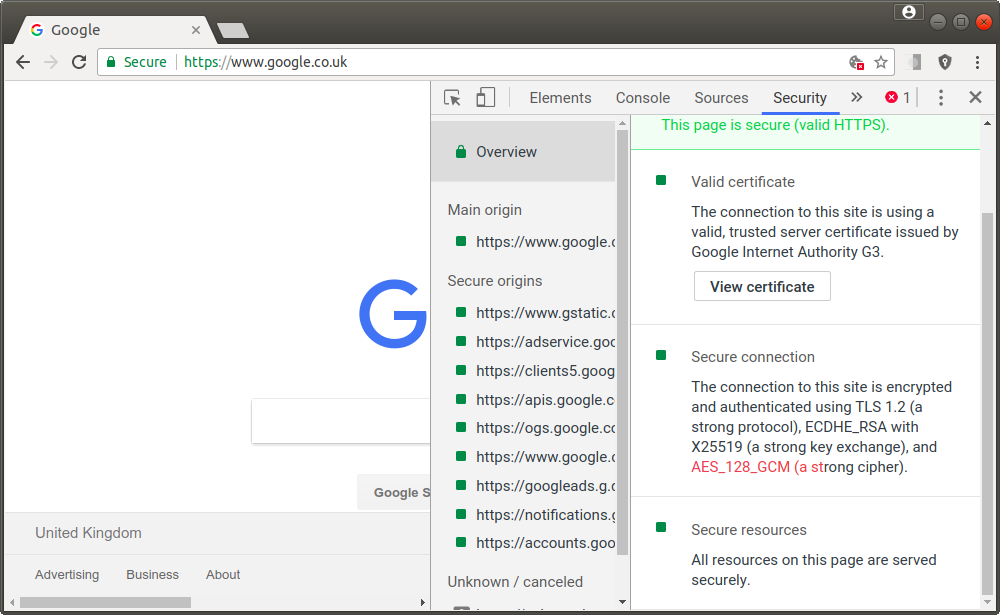 Google
Secure
https://www.google.co.uk
Elements Console Sources Security 1
This page is secure (valid HTTPS).
Overview
Main origin
https://www.google.c
Secure origins
https://www.gstatic.c
https://adservice.goo
https://clients5.goog
https://apis.google.c
https://ogs.google.co
https://www.google.c
https://googleads.g.c
https://notifications.g
https://accounts.goo
Unknown / canceled
Valid certificate
The connection to this site is using a
valid, trusted server certificate issued by
Google Internet Authority G3.
View certificate
Secure connection
The connection to this site is encrypted
and authenticated using TLS 1.2 (a
strong protocol), ECDHE_RSA with
X25519 (a strong key exchange), and
AES_128_GCM (a strong cipher).
Secure resources
All resources on this page are served
securely.
G
Google S
United Kingdom
Advertising Business About